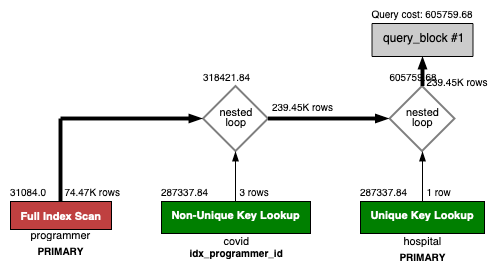 Query cost: 605759.68
query_block #1
318421.84
605759.68
239.45K rows
nested
loop
239.45K rows
nested
loop
31084.0
74.47K rows
287337.84
3 rows
287337.84
1 row
Full Index Scan
Non-Unique Key Lookup
Unique Key Lookup
programmer
covid
hospital
PRIMARY
idx_programmer_id
PRIMARY